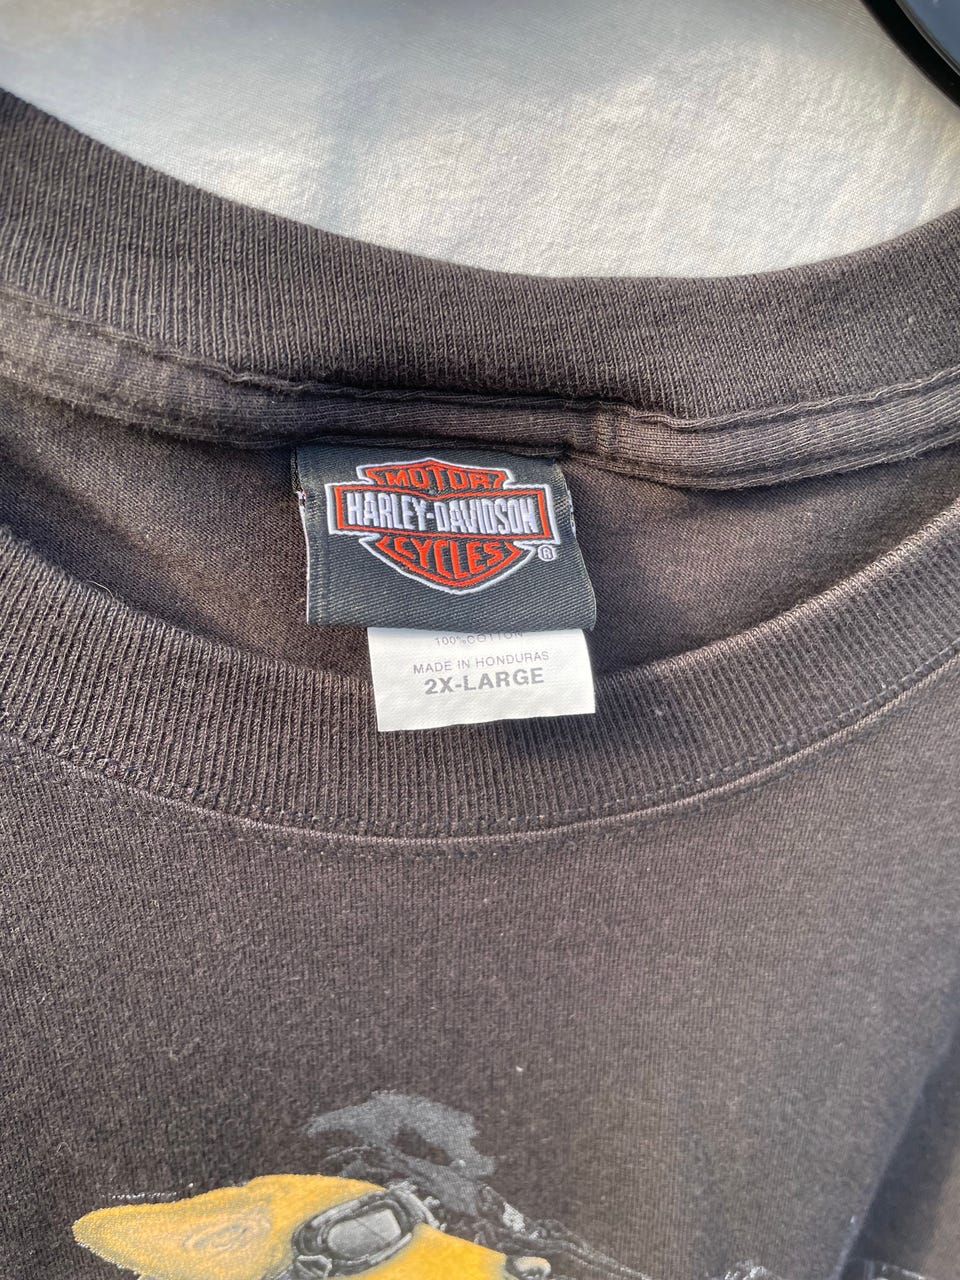 MOTOR
HARLEY-DAVIDSON
CYCLES
®
100% COTTON
MADE IN HONDURAS
2X-LARGE